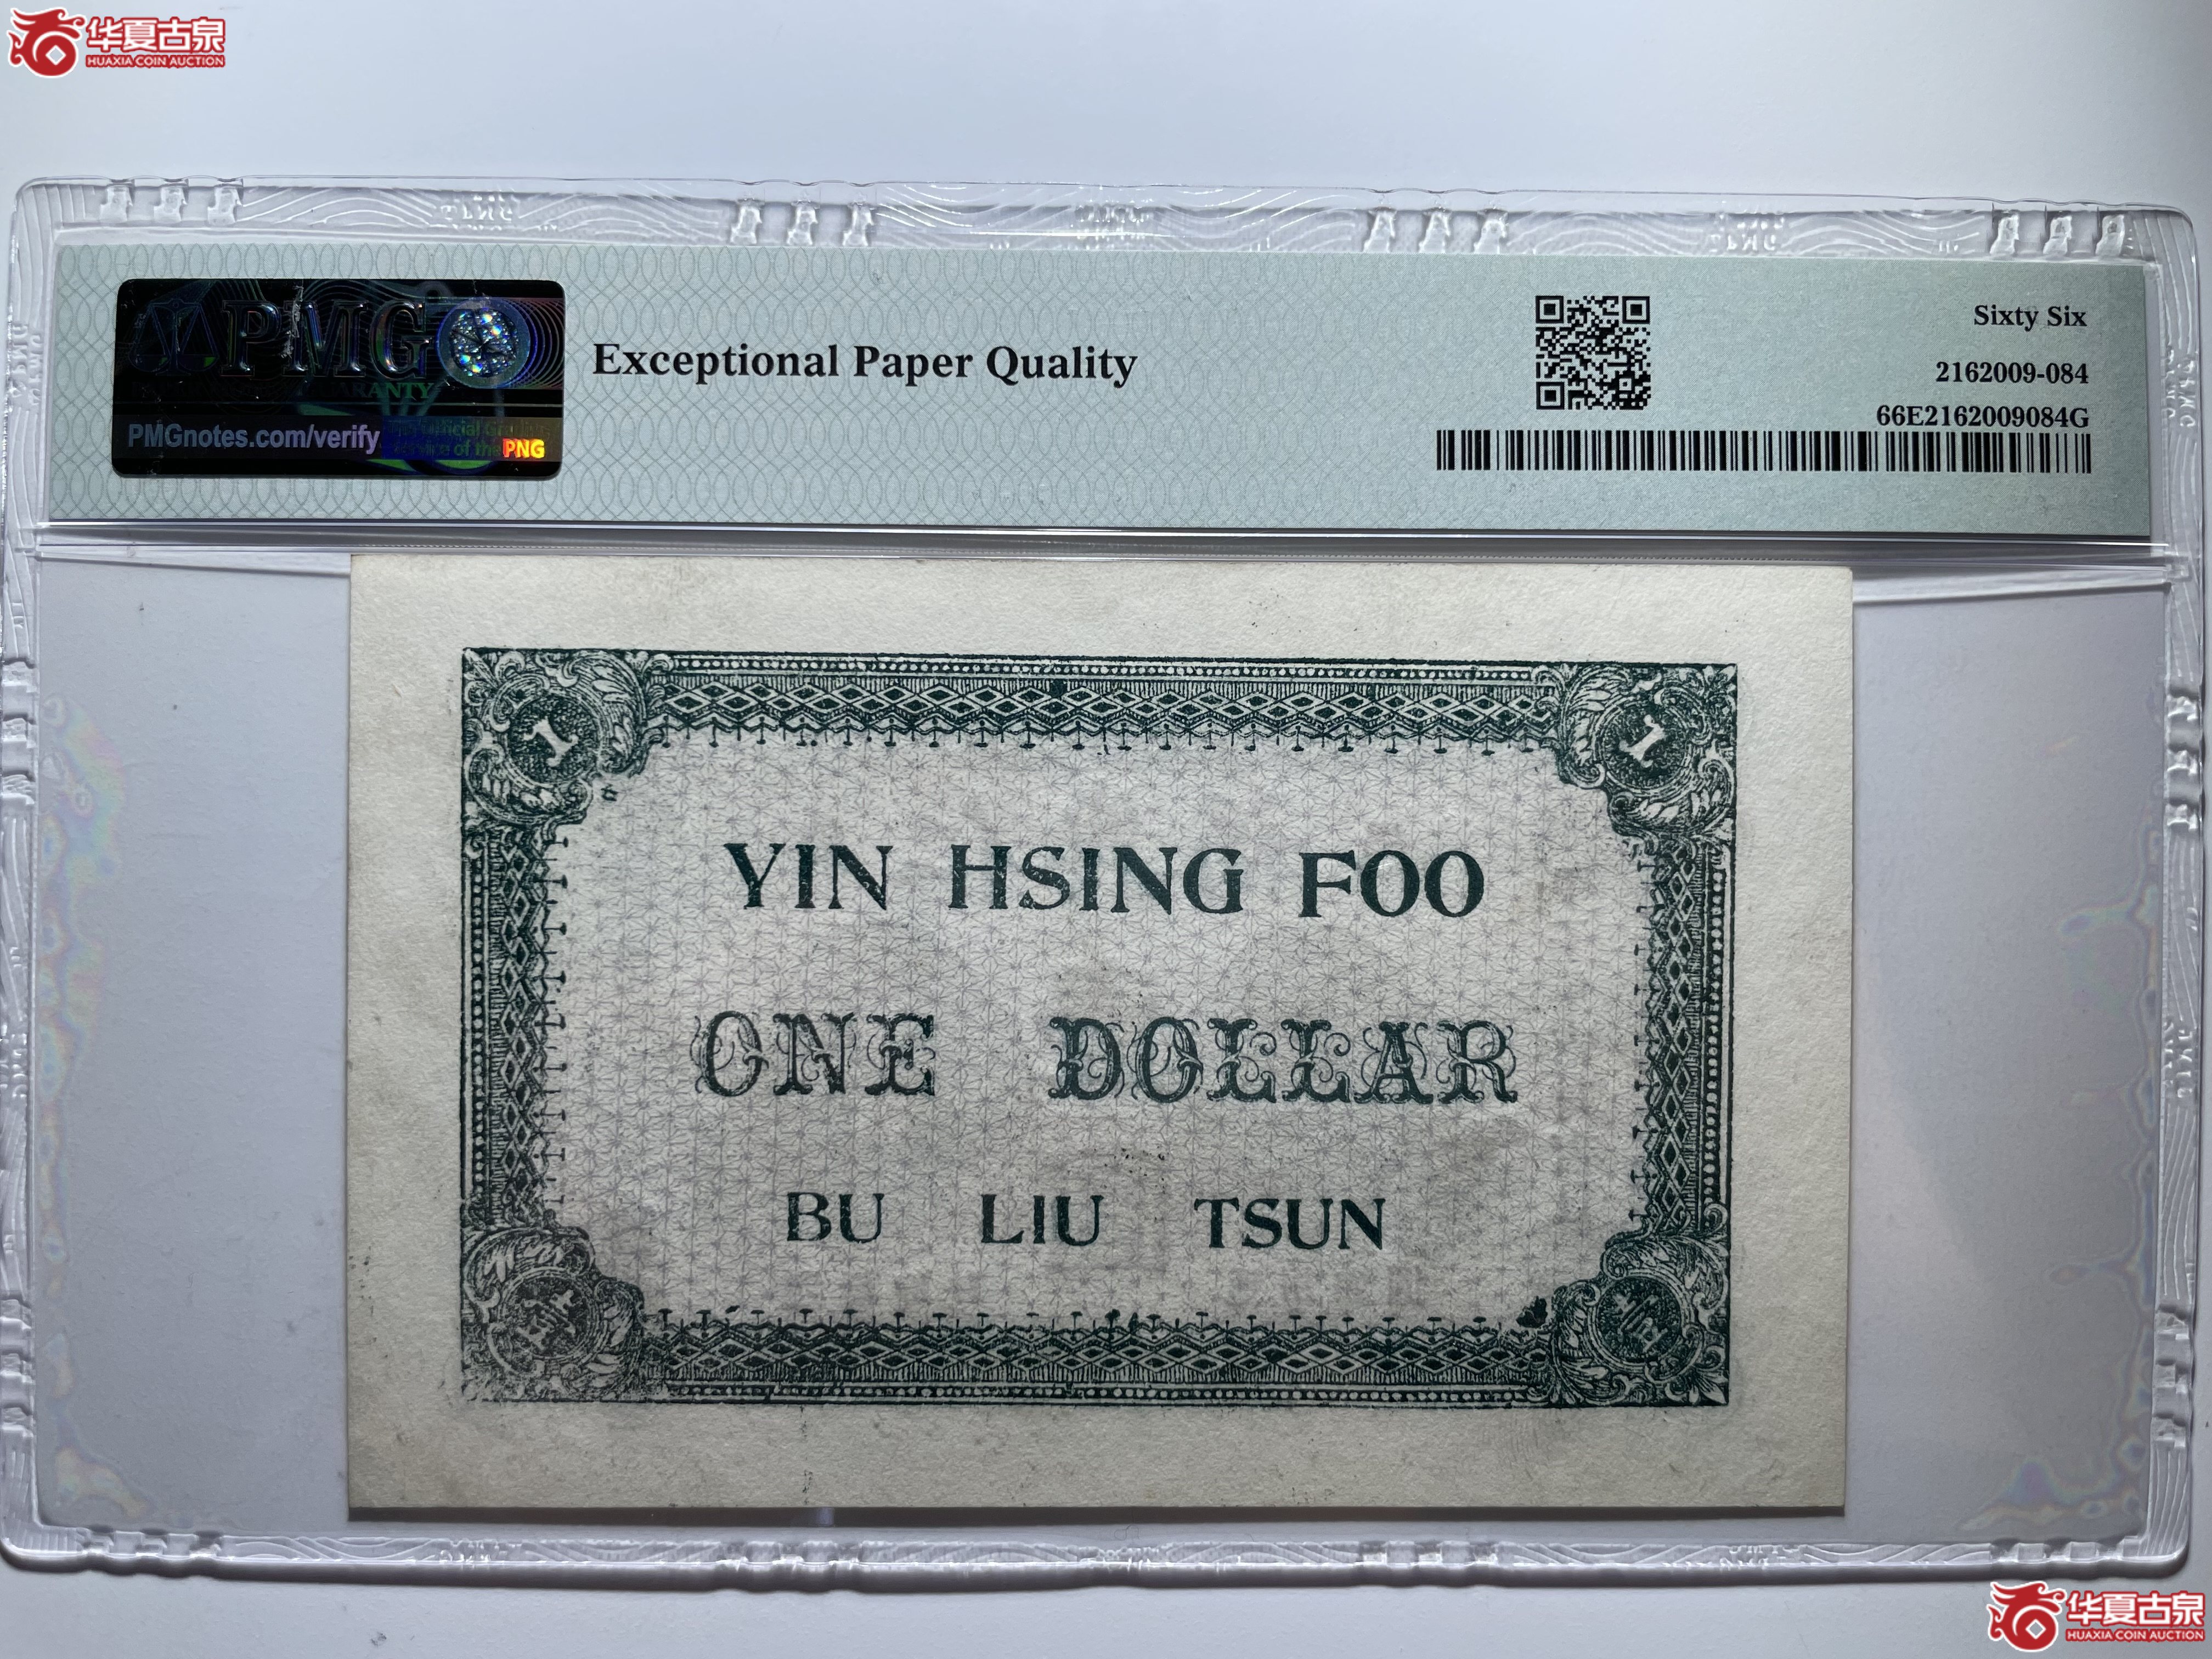 华夏古泉
HUAXIA COIN AUCTION
PMG
PMGnotes.com/verify
PNG
Exceptional Paper Quality
Sixty Six
2162009-084
66E2162009084G
1
1
YIN HSING FOO
ONE DOLLAR
BU LIU TSUN
华夏古泉
HUAXIA COIN AUCTION